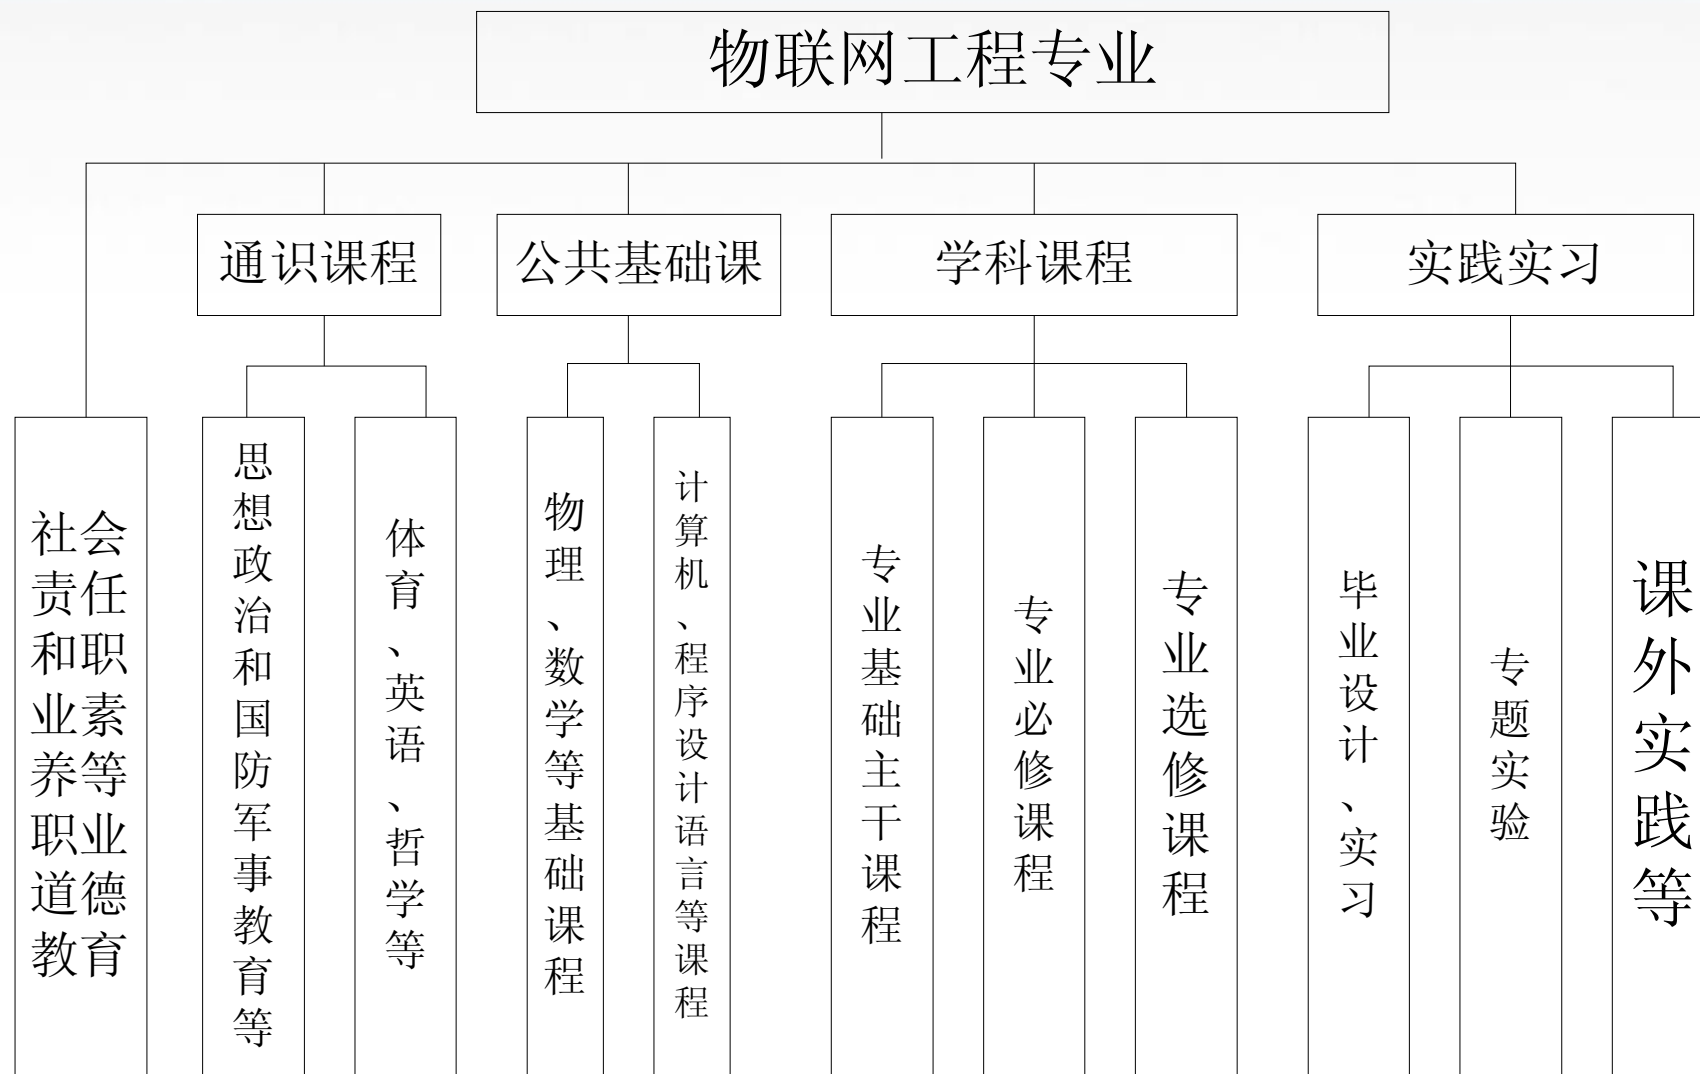 物联网工程专业
通识课程
公共基础课
学科课程
实践实习
社会
责任
和职
业素
养等
职业
道德
教育
思想政治和国防军事教育等
体育、英语、哲学等
物理、数学等基础课程
计算机、程序设计语言等课程
专业基础主干课程
专业必修课程
专业选修课程
毕业设计、实习
专题实验
课外实践等